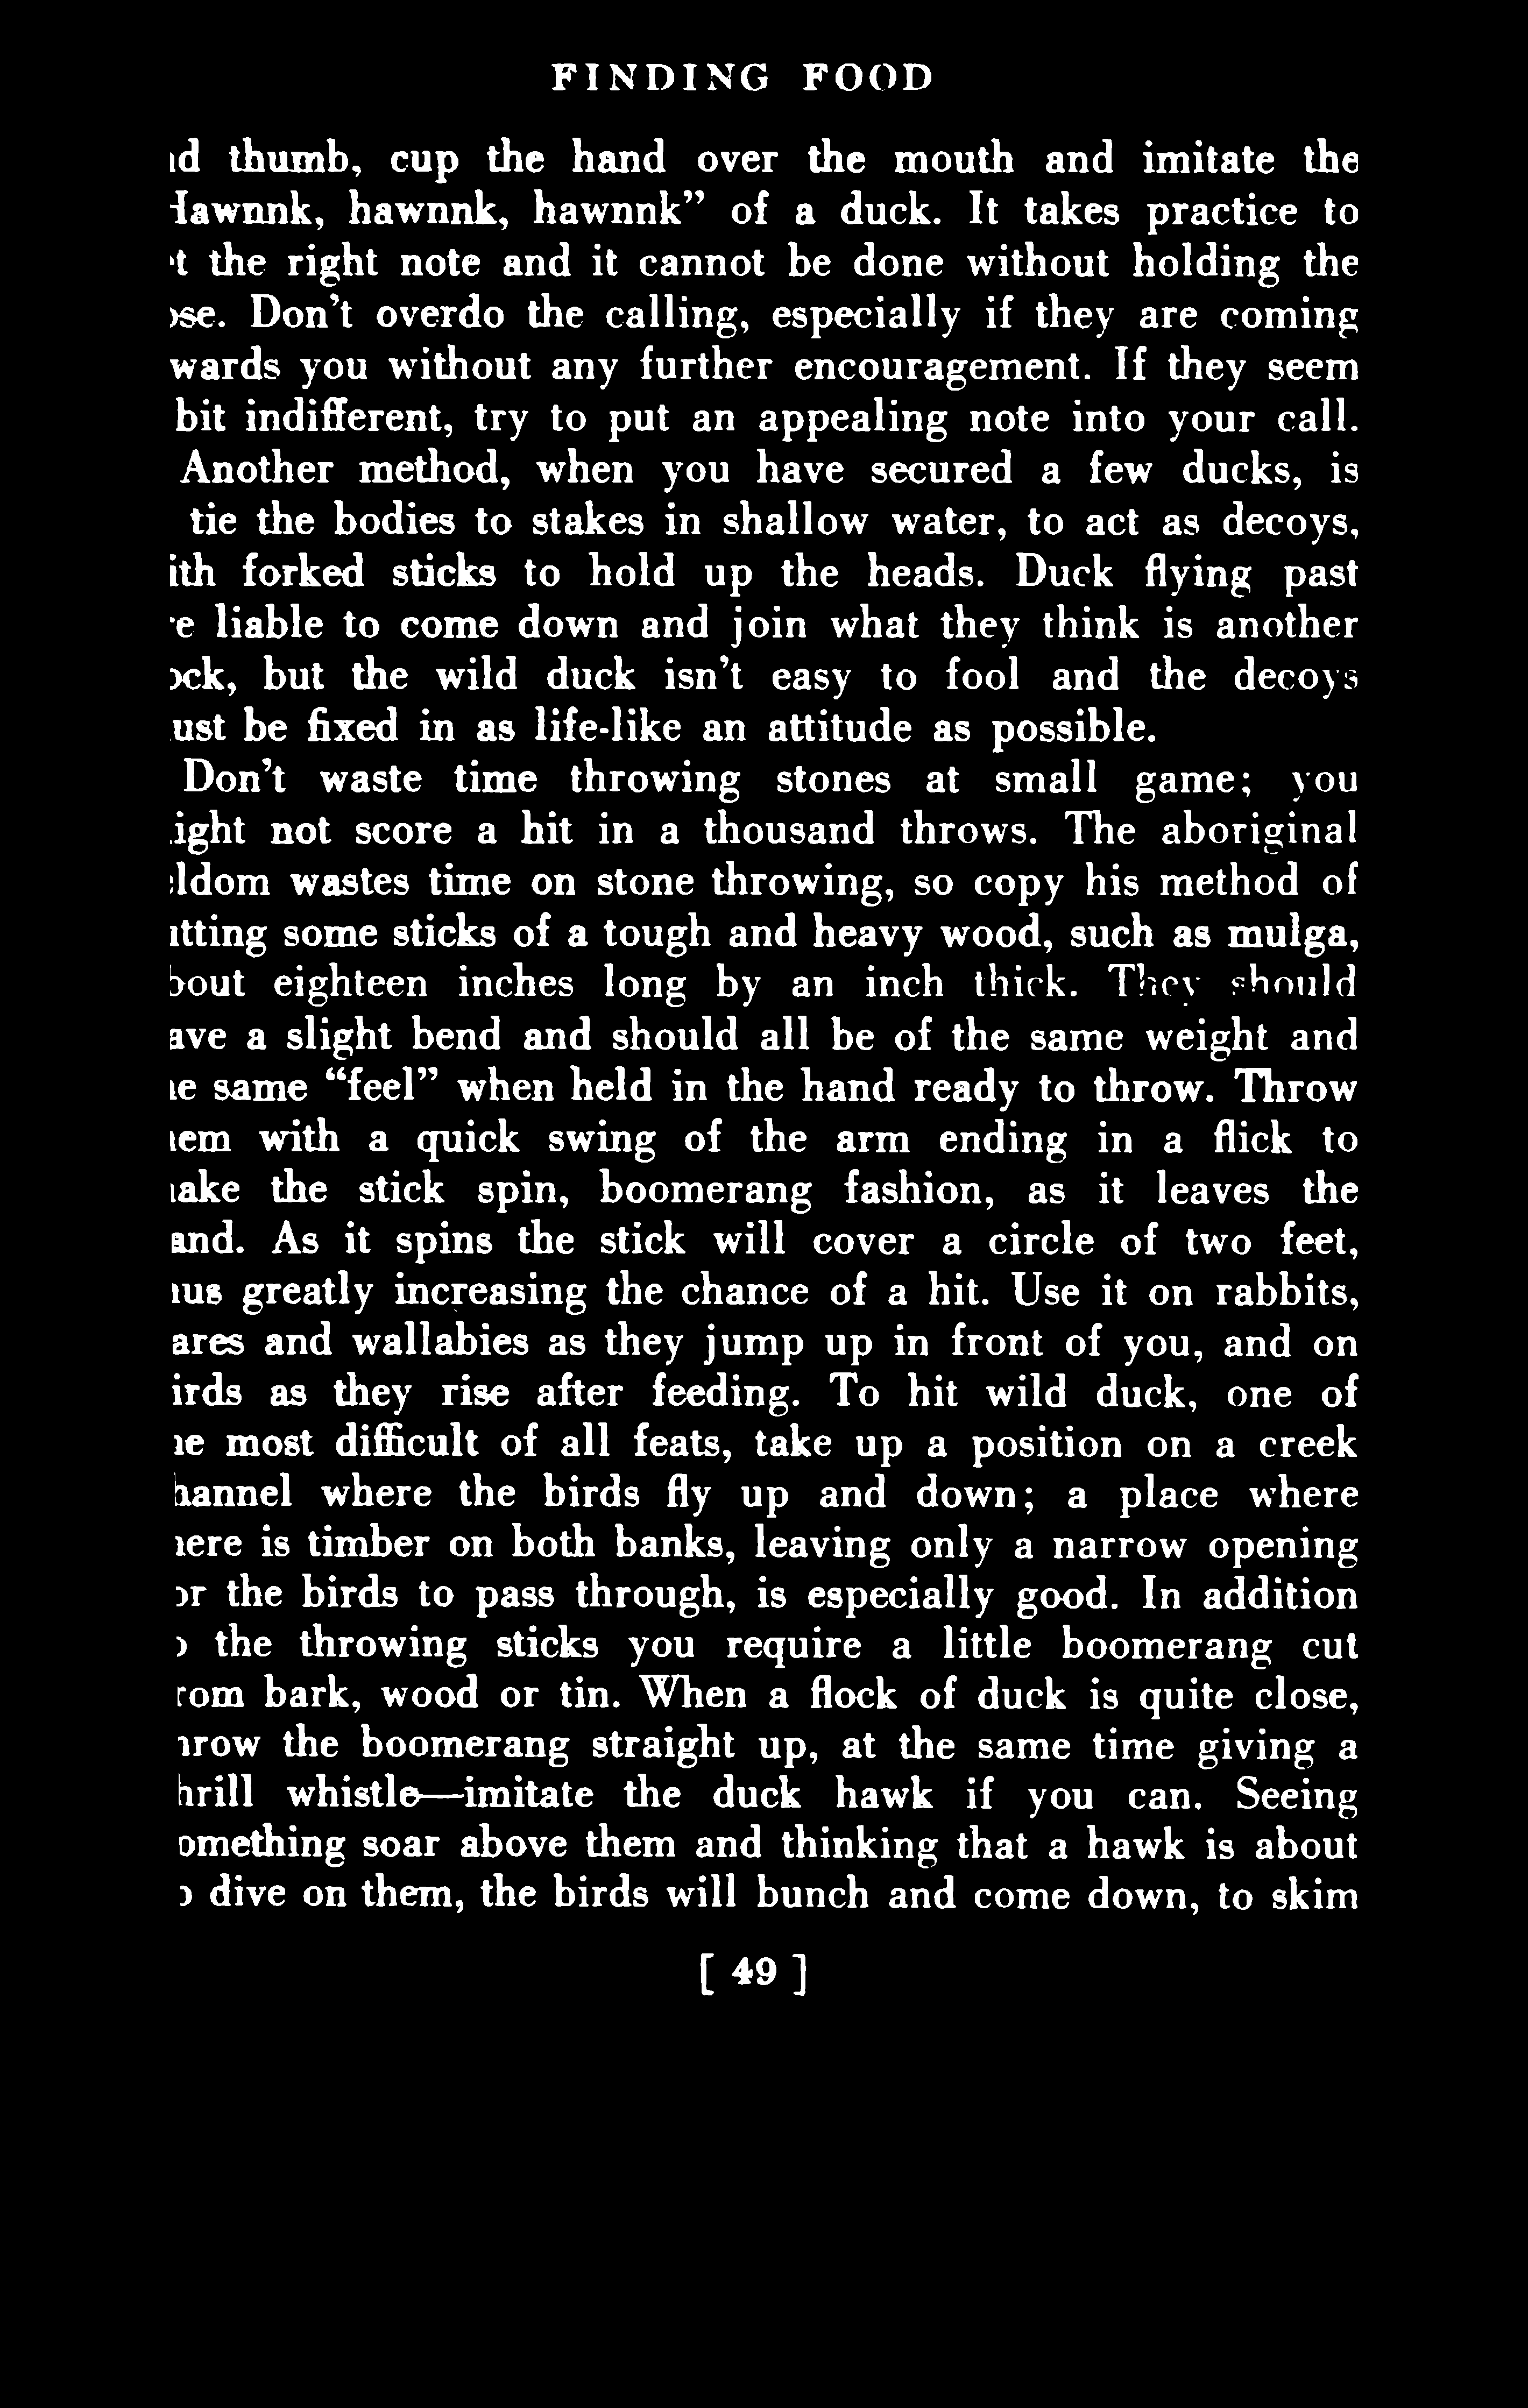 FINDING FOOD
d thumb, cup the hand over the mouth and imitate the
awnnk, hawnnk, hawnnk” of a duck. It takes practice to
t the right note and it cannot be done without holding the
se. Don’t overdo the calling, especially if they are coming
wards you without any further encouragement. If they seem
bit indifferent, try to put an appealing note into your call.
Another method, when you have secured a few ducks, is
tie the bodies to stakes in shallow water, to act as decoys,
ith forked sticks to hold up the heads. Duck flying past
e liable to come down and join what they think is another
ck, but the wild duck isn’t easy to fool and the decoys
ust be fixed in as life-like an attitude as possible.
Don’t waste time throwing stones at small game; you
ight not score a hit in a thousand throws. The aboriginal
ldom wastes time on stone throwing, so copy his method of
tting some sticks of a tough and heavy wood, such as mulga,
out eighteen inches long by an inch thick. They should
ave a slight bend and should all be of the same weight and
e same “feel” when held in the hand ready to throw. Throw
em with a quick swing of the arm ending in a flick to
ake the stick spin, boomerang fashion, as it leaves the
and. As it spins the stick will cover a circle of two feet,
us greatly increasing the chance of a hit. Use it on rabbits,
ares and wallabies as they jump up in front of you, and on
irds as they rise after feeding. To hit wild duck, one of
e most difficult of all feats, take up a position on a creek
hannel where the birds fly up and down; a place where
ere is timber on both banks, leaving only a narrow opening
or the birds to pass through, is especially good. In addition
o the throwing sticks you require a little boomerang cut
rom bark, wood or tin. When a flock of duck is quite close,
hrow the boomerang straight up, at the same time giving a
hrill whistle—imitate the duck hawk if you can. Seeing
omething soar above them and thinking that a hawk is about
o dive on them, the birds will bunch and come down, to skim
[ 49 ]